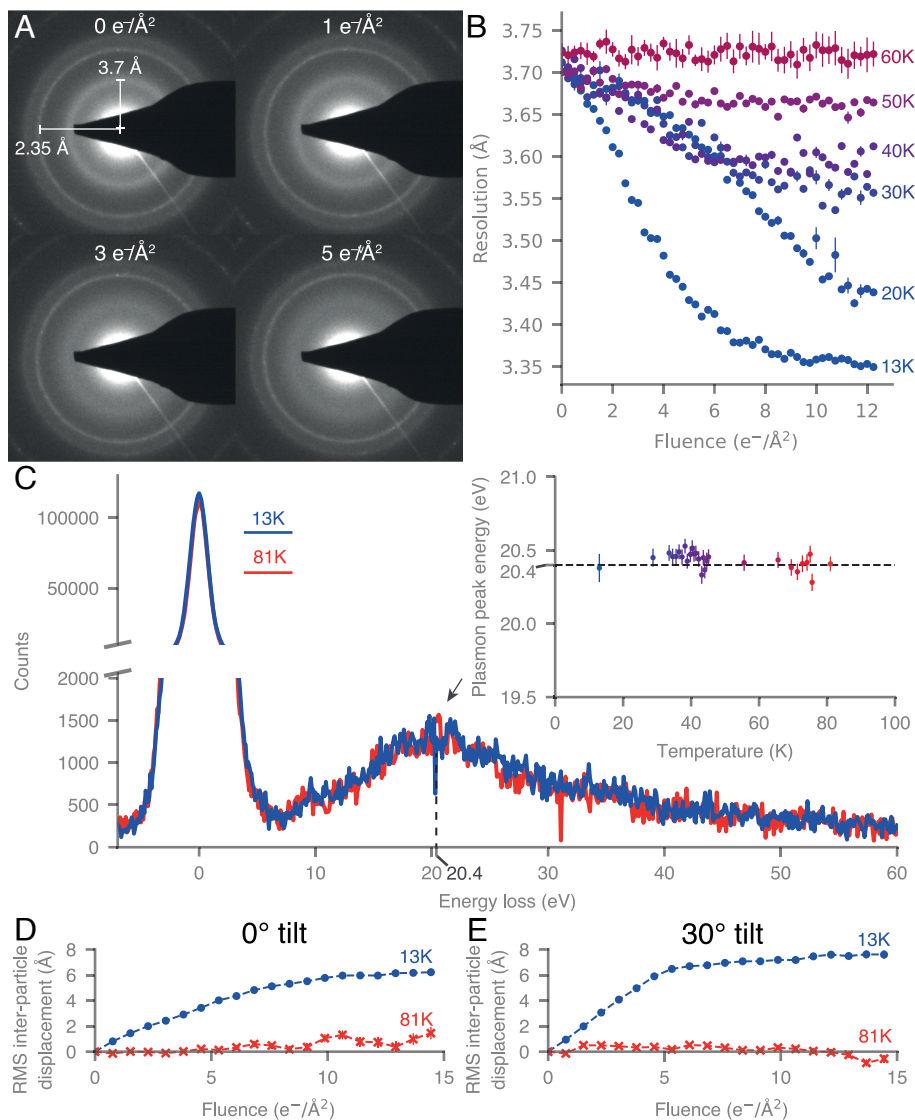 A
0 e⁻/Å²
1 e⁻/Å²
3.7 Å
2.35 Å
3 e⁻/Å²
5 e⁻/Å²
B
3.75
3.70
3.65
3.60
3.55
3.50
3.45
3.40
3.35
Resolution (Å)
60K
50K
40K
30K
20K
13K
0 2 4 6 8 10 12
Fluence (e⁻/Å²)
C
100000
50000
2000
1500
1000
500
0
Counts
13K
81K
0 10 20 30 40 50 60
20.4
Energy loss (eV)
21.0
20.5
20.4
20.0
19.5
Plasmon peak energy (eV)
0 20 40 60 80 100
Temperature (K)
D
0° tilt
8
6
4
2
0
RMS inter-particle
displacement (Å)
13K
81K
0 5 10 15
Fluence (e⁻/Å²)
E
30° tilt
8
6
4
2
0
RMS inter-particle
displacement (Å)
13K
81K
0 5 10 15
Fluence (e⁻/Å²)